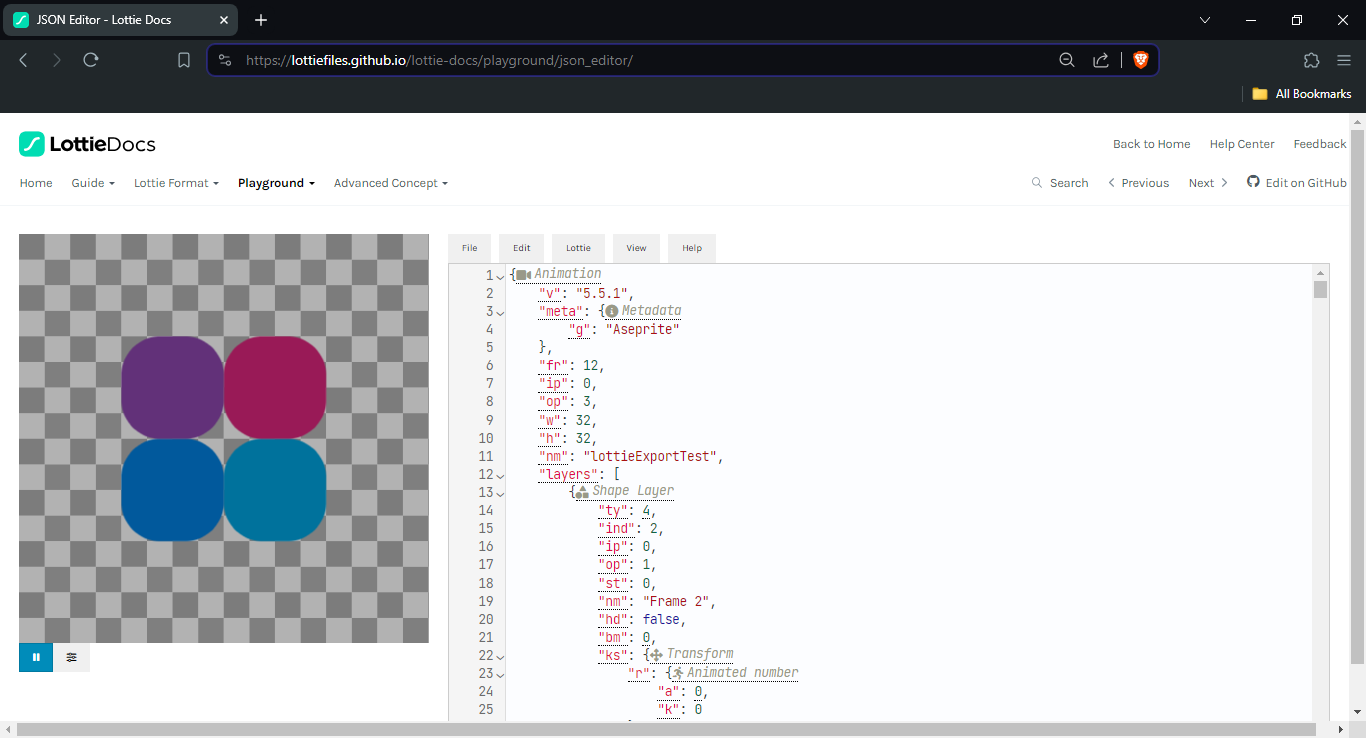 JSON Editor - Lottie Docs
https://lottiefiles.github.io/lottie-docs/playground/json_editor/
All Bookmarks
LottieDocs
Back to Home Help Center Feedback
Home Guide Lottie Format Playground Advanced Concept Search Previous Next Edit on GitHub
File Edit Lottie View Help
1 { Animation
2 "v": "5.5.1",
3 "meta": { Metadata
4 "g": "Aseprite"
5 },
6 "fr": 12,
7 "ip": 0,
8 "op": 3,
9 "w": 32,
10 "h": 32,
11 "nm": "lottieExportTest",
12 "layers": [
13 { Shape Layer
14 "ty": 4,
15 "ind": 2,
16 "ip": 0,
17 "op": 1,
18 "st": 0,
19 "nm": "Frame 2",
20 "hd": false,
21 "bm": 0,
22 "ks": { Transform
23 "r": { Animated number
24 "a": 0,
25 "k": 0